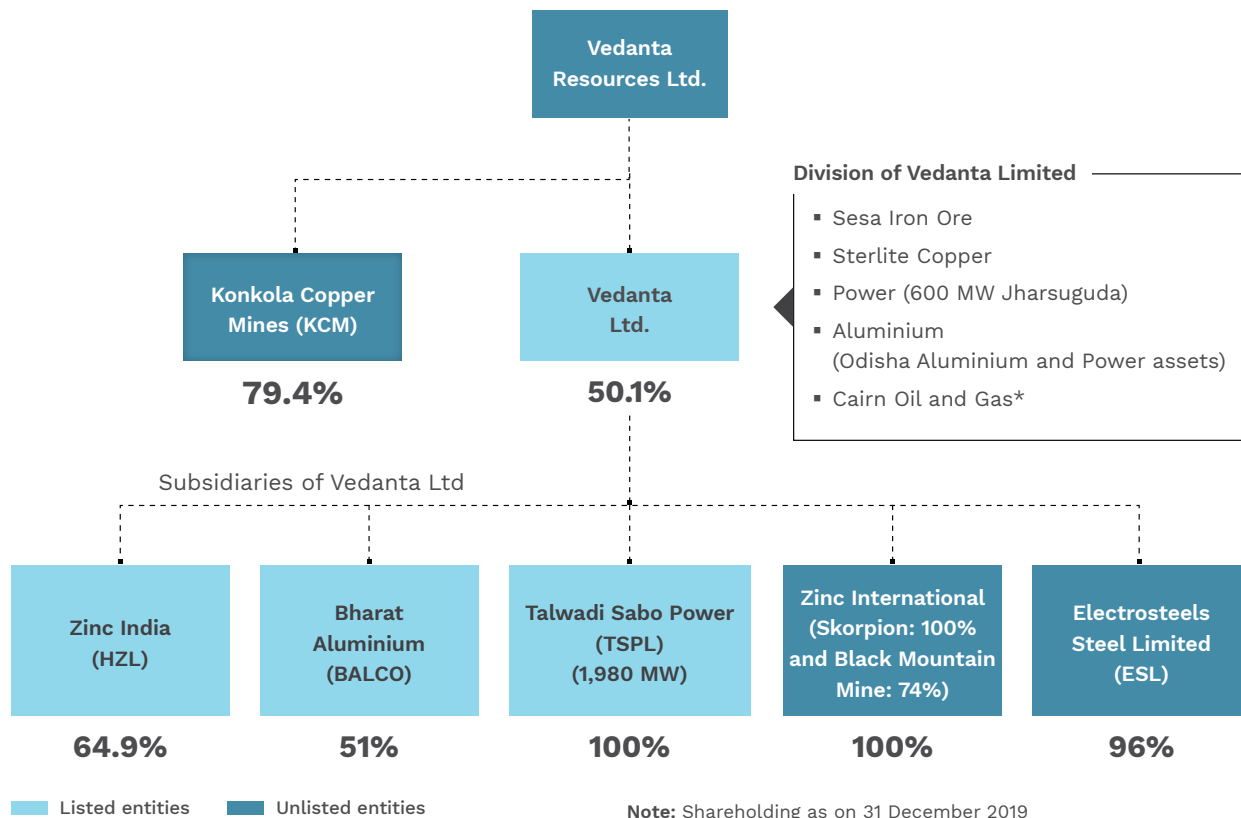 Vedanta
Resources Ltd.
Division of Vedanta Limited
▪ Sesa Iron Ore
▪ Sterlite Copper
▪ Power (600 MW Jharsuguda)
▪ Aluminium
(Odisha Aluminium and Power assets)
▪ Cairn Oil and Gas*
Konkola Copper
Mines (KCM)
79.4%
Vedanta
Ltd.
50.1%
Subsidiaries of Vedanta Ltd
Zinc India
(HZL)
64.9%
Bharat
Aluminium
(BALCO)
51%
Talwadi Sabo Power
(TSPL)
(1,980 MW)
100%
Zinc International
(Skorpion: 100%
and Black Mountain
Mine: 74%)
100%
Electrosteels
Steel Limited
(ESL)
96%
Listed entities
Unlisted entities
Note: Shareholding as on 31 December 2019